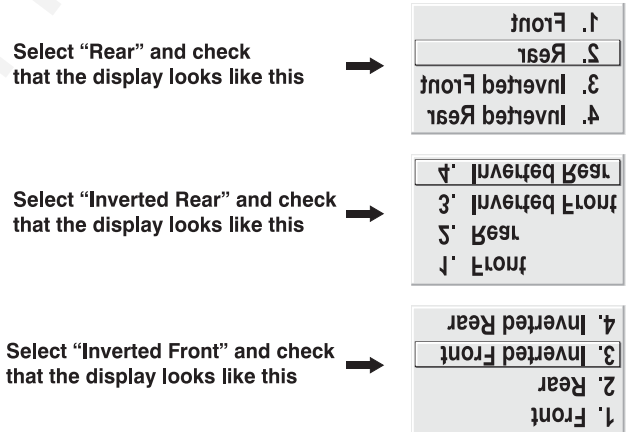 Select “Rear” and check
that the display looks like this
1. Front
2. Rear
3. Inverted Front
4. Inverted Rear
Select “Inverted Rear” and check
that the display looks like this
4. Inverted Rear
3. Inverted Front
2. Rear
1. Front
Select “Inverted Front” and check
that the display looks like this
4. Inverted Rear
3. Inverted Front
2. Rear
1. Front